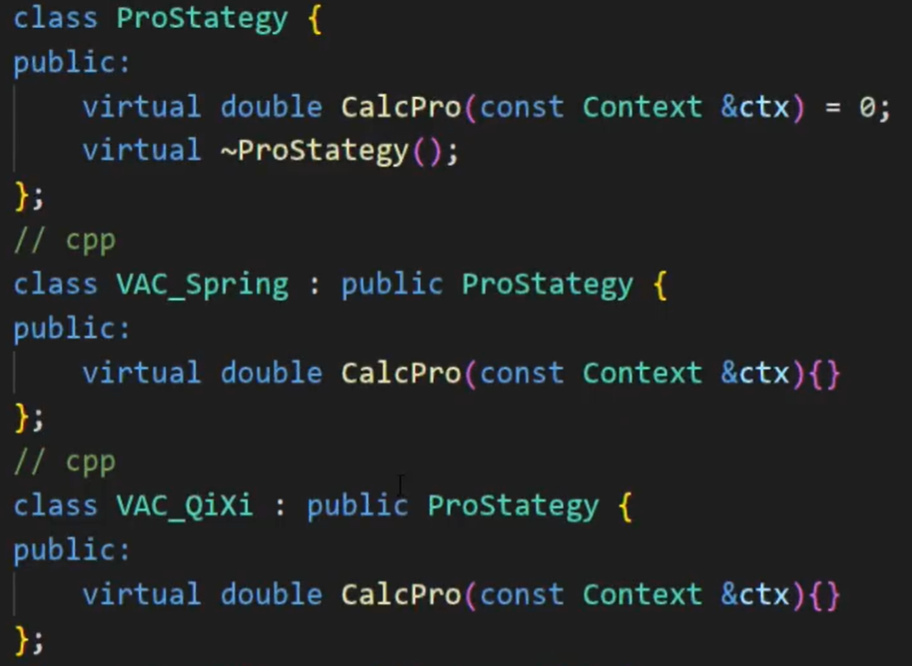 class ProStategy {
public:
    virtual double CalcPro(const Context &ctx) = 0;
    virtual ~ProStategy();
};
// cpp
class VAC_Spring : public ProStategy {
public:
    virtual double CalcPro(const Context &ctx){}
};
// cpp
class VAC_QiXi : public ProStategy {
public:
    virtual double CalcPro(const Context &ctx){}
};